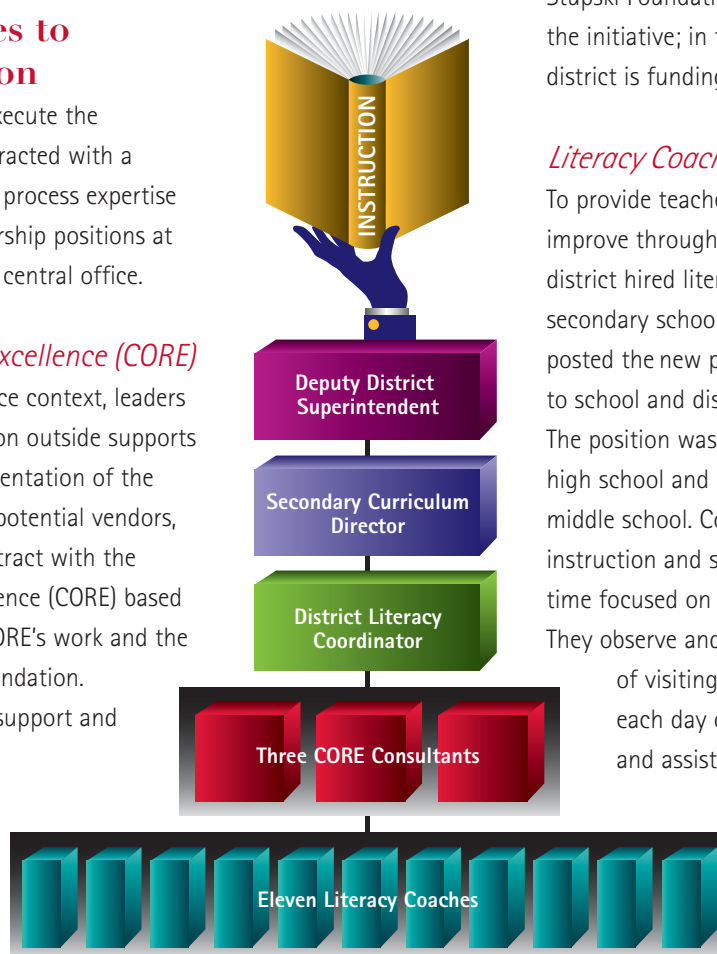 es to
on
xecute the
racted with a
process expertise
rship positions at
central office.
xcellence (CORE)
ce context, leaders
on outside supports
entation of the
potential vendors,
tract with the
ence (CORE) based
ORE's work and the
ndation.
support and
INSTRUCTION
Deputy District
Superintendent
Secondary Curriculum
Director
District Literacy
Coordinator
Three CORE Consultants
Eleven Literacy Coaches
Stupski Foundati
the initiative; in t
district is funding
Literacy Coach
To provide teache
improve through
district hired liter
secondary school
posted the new p
to school and dis
The position was
high school and
middle school. Co
instruction and s
time focused on
They observe and
of visiting
each day o
and assist